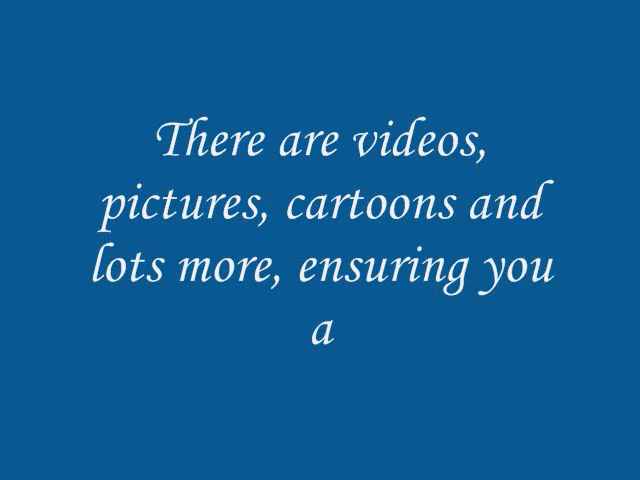 There are videos,
pictures, cartoons and
lots more, ensuring you
a